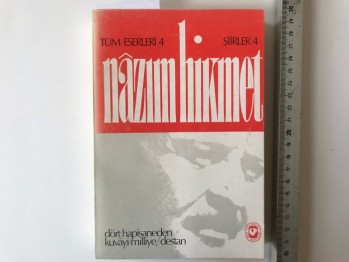 TÜM ESERLERİ 4 ŞİİRLER 4
nâzım hikmet
dört hapisaneden
kuvâyi milliye/destan